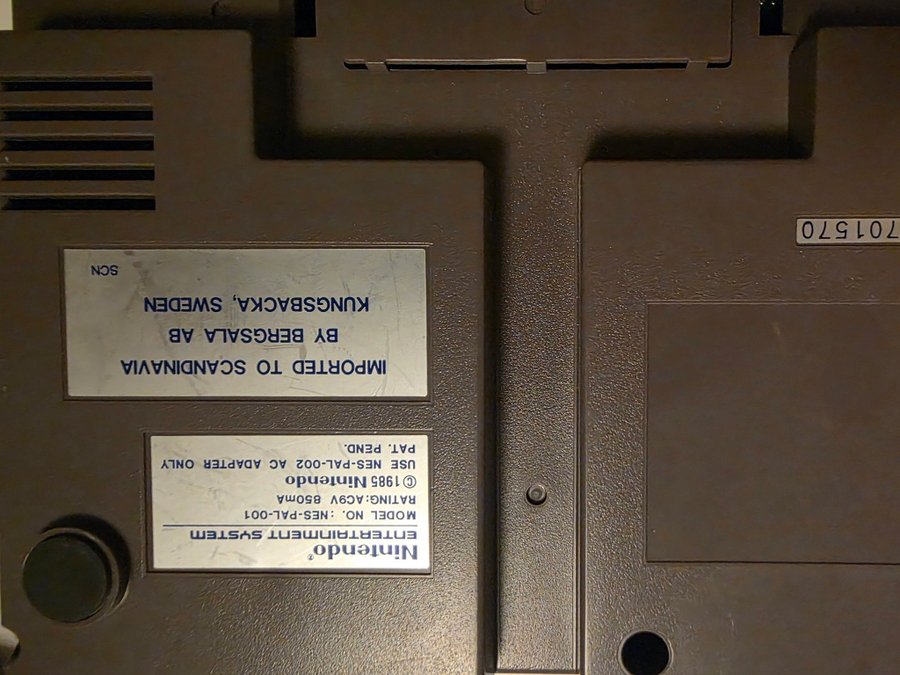 Nintendo®
ENTERTAINMENT SYSTEM
MODEL NO. : NES-PAL-001
RATING:AC9V 850mA
©1985 Nintendo
USE NES-PAL-002 AC ADAPTER ONLY
PAT. PEND.
IMPORTED TO SCANDINAVIA
BY BERGSALA AB
KUNGSBACKA, SWEDEN
SCN
701570